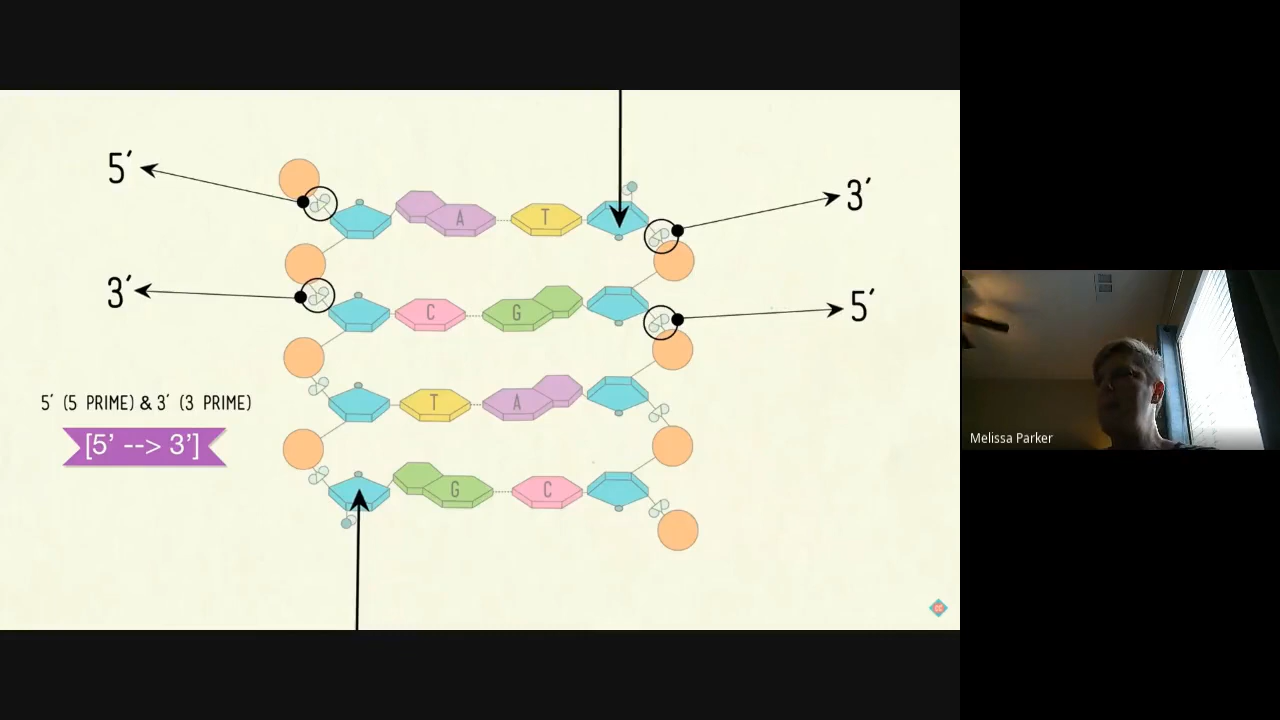 5′
3′
A T
C G
3′
5′
T A
5′ (5 PRIME) & 3′ (3 PRIME)
[5' --> 3']
G C
Melissa Parker